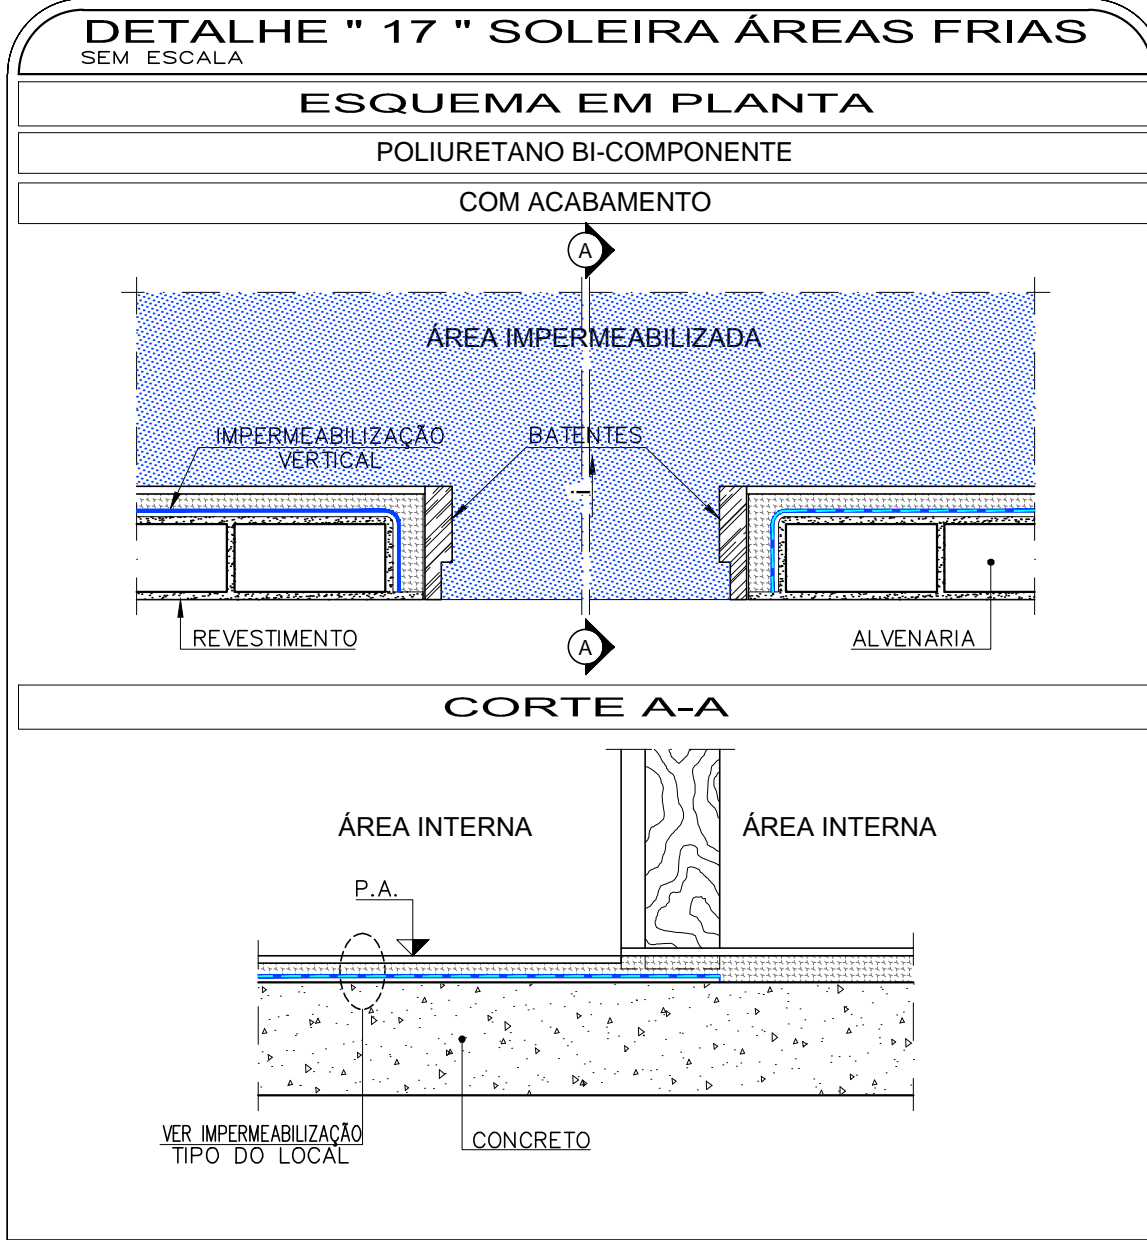 DETALHE " 17 " SOLEIRA ÁREAS FRIAS
SEM ESCALA
ESQUEMA EM PLANTA
POLIURETANO BI-COMPONENTE
COM ACABAMENTO
A
ÁREA IMPERMEABILIZADA
IMPERMEABILIZAÇÃO
VERTICAL
BATENTES
i
REVESTIMENTO
A
ALVENARIA
CORTE A-A
ÁREA INTERNA
ÁREA INTERNA
P.A.
VER IMPERMEABILIZAÇÃO
TIPO DO LOCAL
CONCRETO